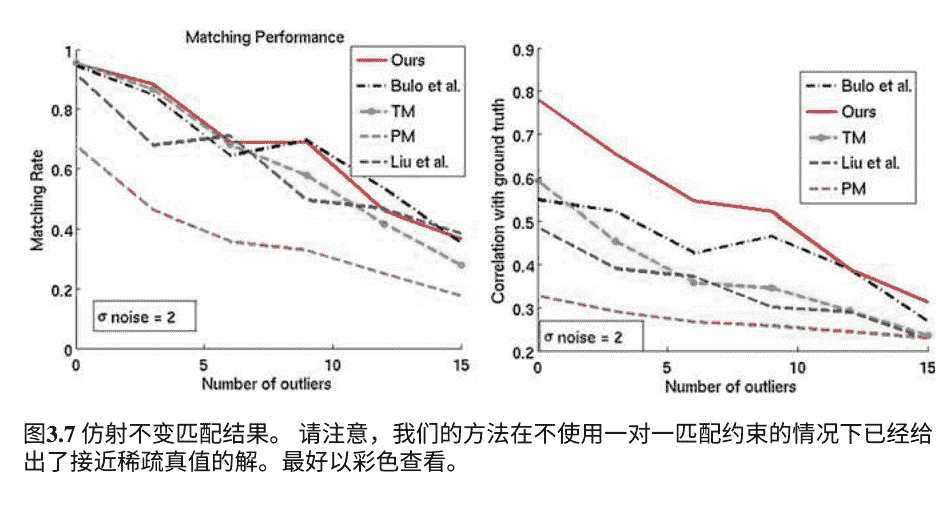 Matching Performance
Ours
Bulo et al.
TM
PM
Liu et al.
Matching Rate
1
0.8
0.6
0.4
0.2
0
σ noise = 2
0
5
10
15
Number of outliers
Bulo et al.
Ours
TM
Liu et al.
PM
Correlation with ground truth
0.9
0.8
0.7
0.6
0.5
0.4
0.3
0.2
σ noise = 2
0
5
10
15
Number of outliers
图3.7 仿射不变匹配结果。 请注意，我们的方法在不使用一对一匹配约束的情况下已经给
出了接近稀疏真值的解。最好以彩色查看。